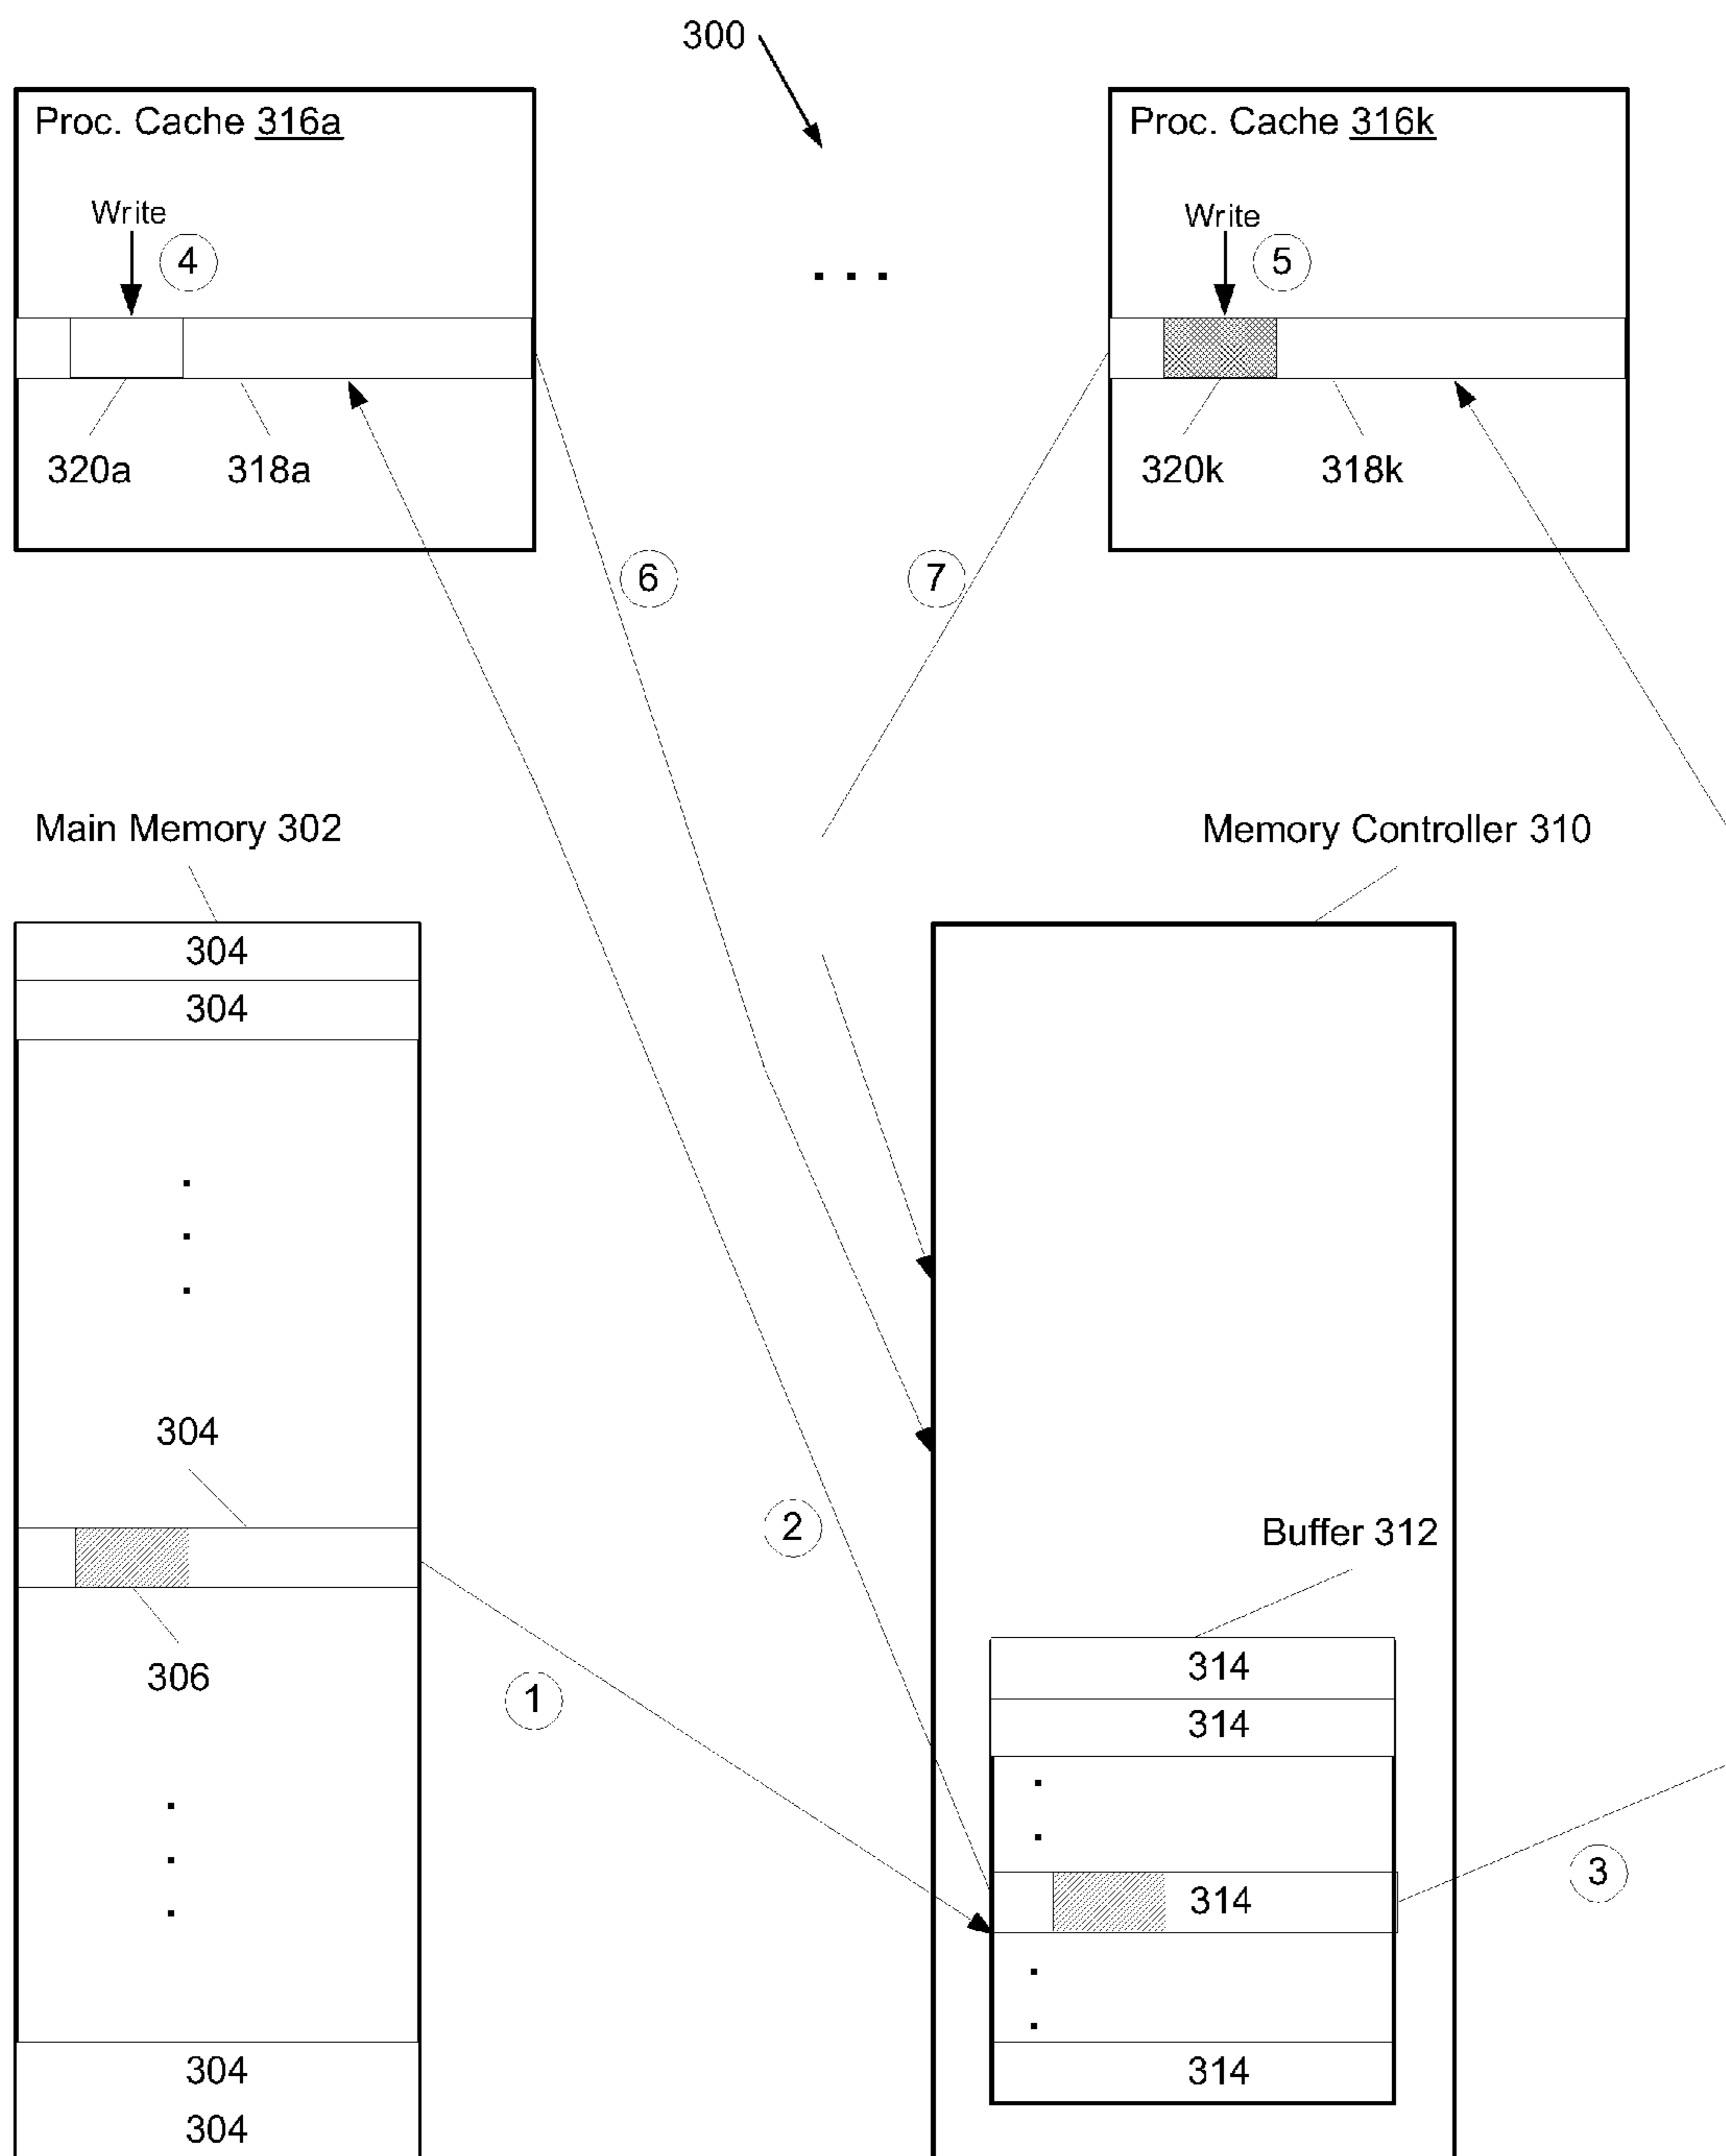 300
Proc. Cache 316a
Proc. Cache 316k
Write
4
Write
5
. . .
320a
318a
320k
318k
6
7
Main Memory 302
Memory Controller 310
304
304
.
.
.
304
2
Buffer 312
306
1
314
314
.
.
.
.
.
314
3
.
.
304
314
304